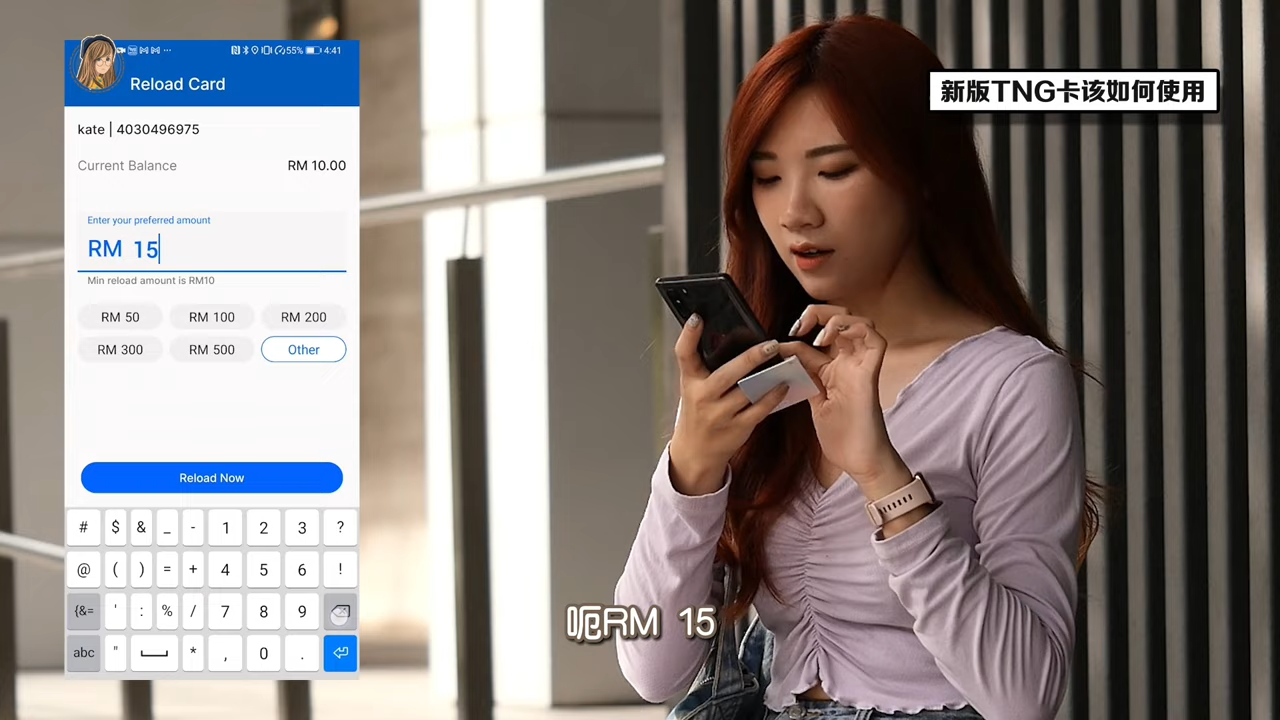 55% 4:41
Reload Card
kate | 4030496975
Current Balance RM 10.00
Enter your preferred amount
RM 15
Min reload amount is RM10
RM 50 RM 100 RM 200
RM 300 RM 500 Other
Reload Now
# $ & _ - 1 2 3 ?
@ ( ) = + 4 5 6 !
{&= ' : % / 7 8 9
abc " * , 0 .
新版TNG卡该如何使用
呃RM 15